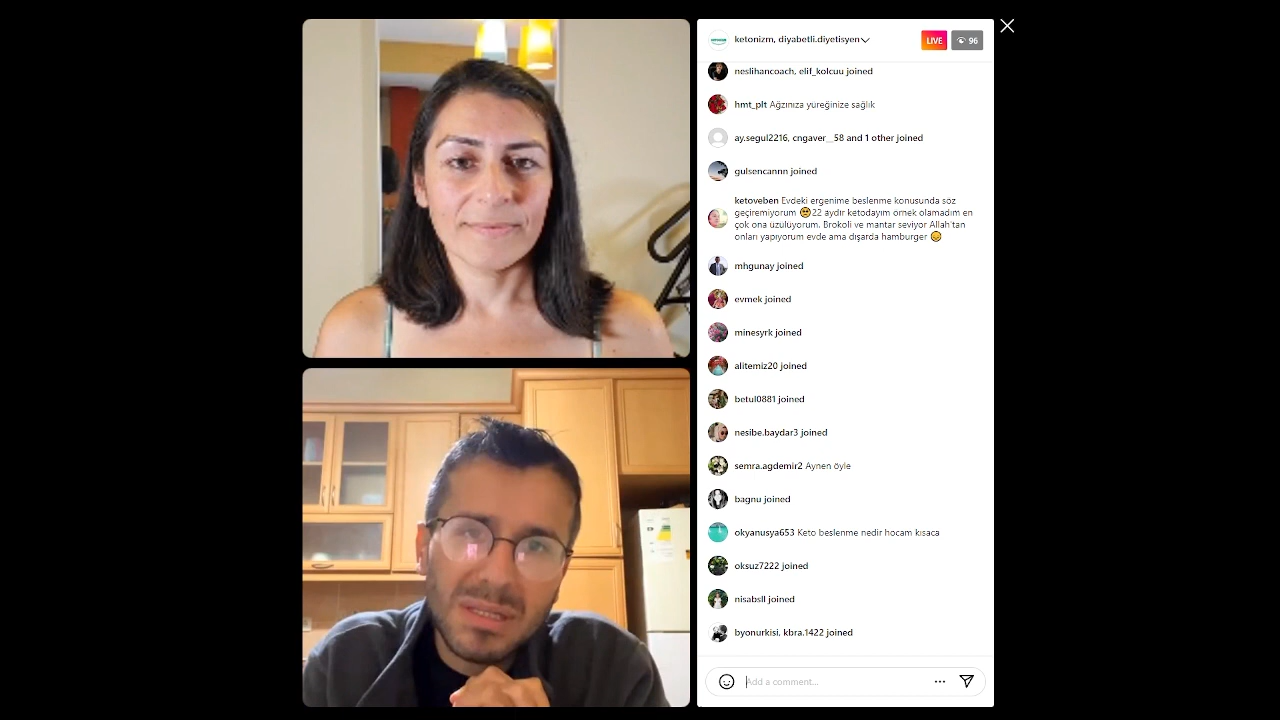 ketonizm, diyabetli.diyetisyen
LIVE
96
neslihancoach, elif_kolcuu joined
hmt_plt Ağzınıza yüreğinize sağlık
ay.segul2216, cngaver__58 and 1 other joined
gulsencannn joined
ketoveben Evdeki ergenime beslenme konusunda söz
geçiremiyorum 😔22 aydır ketodayım örnek olamadım en
çok ona üzülüyorum. Brokoli ve mantar seviyor Allah'tan
onları yapıyorum evde ama dışarda hamburger 😔
mhgunay joined
evmek joined
minesyrk joined
alitemiz20 joined
betul0881 joined
nesibe.baydar3 joined
semra.agdemir2 Aynen öyle
bagnu joined
okyanusya653 Keto beslenme nedir hocam kısaca
oksuz7222 joined
nisabsll joined
byonurkisi, kbra.1422 joined
Add a comment...